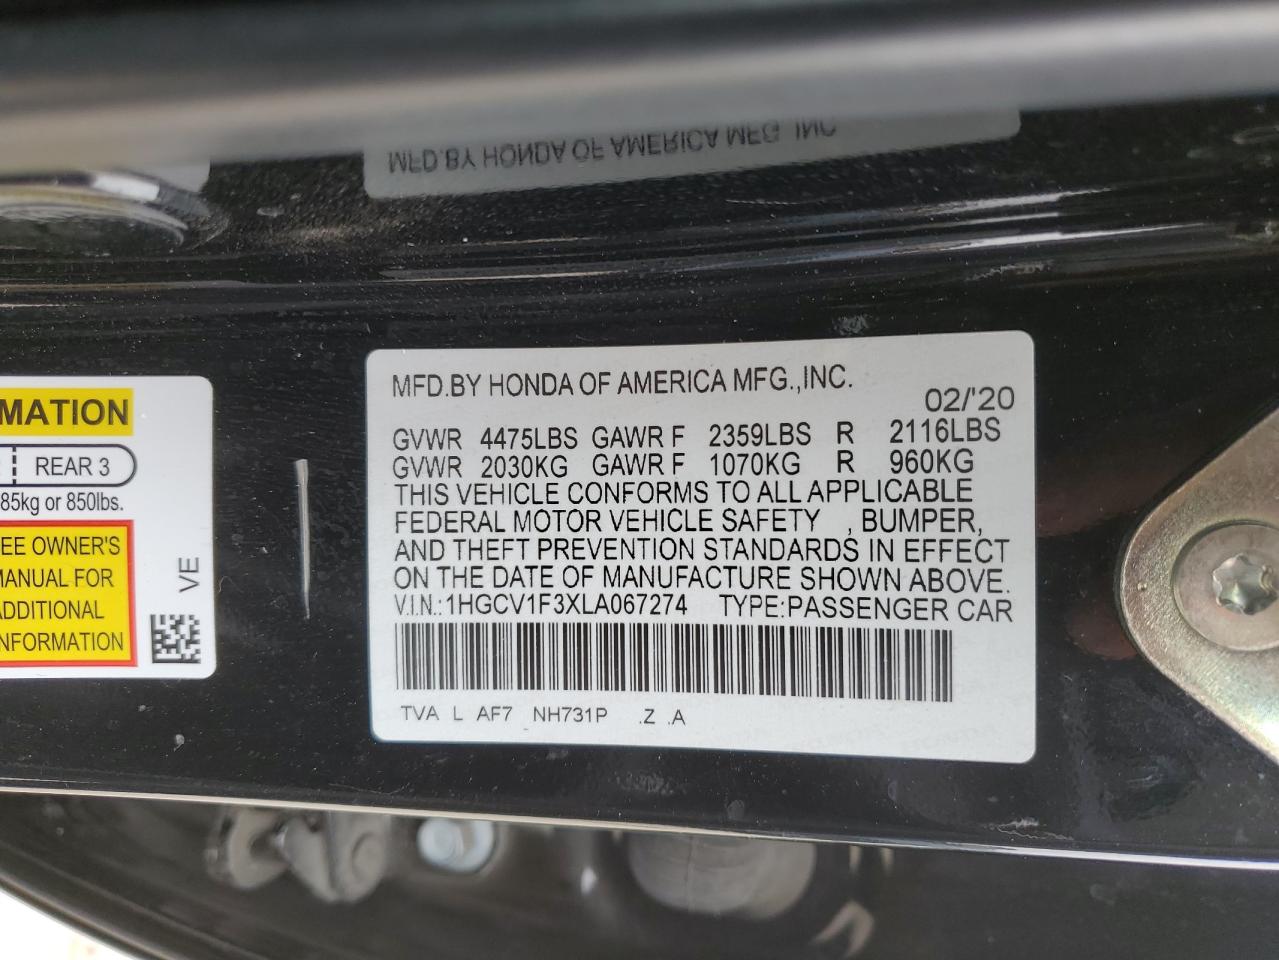 MFD.BY HONDA OF AMERICA MFG., INC
MFD.BY HONDA OF AMERICA MFG.,INC.
02/'20
GVWR 4475LBS GAWR F 2359LBS R 2116LBS
GVWR 2030KG GAWR F 1070KG R 960KG
THIS VEHICLE CONFORMS TO ALL APPLICABLE
FEDERAL MOTOR VEHICLE SAFETY , BUMPER,
AND THEFT PREVENTION STANDARDS IN EFFECT
ON THE DATE OF MANUFACTURE SHOWN ABOVE.
V.I.N.:1HGCV1F3XLA067274 TYPE:PASSENGER CAR
TVA L AF7 NH731P .Z .A
MATION
REAR 3
85kg or 850lbs.
EE OWNER'S
MANUAL FOR
ADDITIONAL
NFORMATION
VE